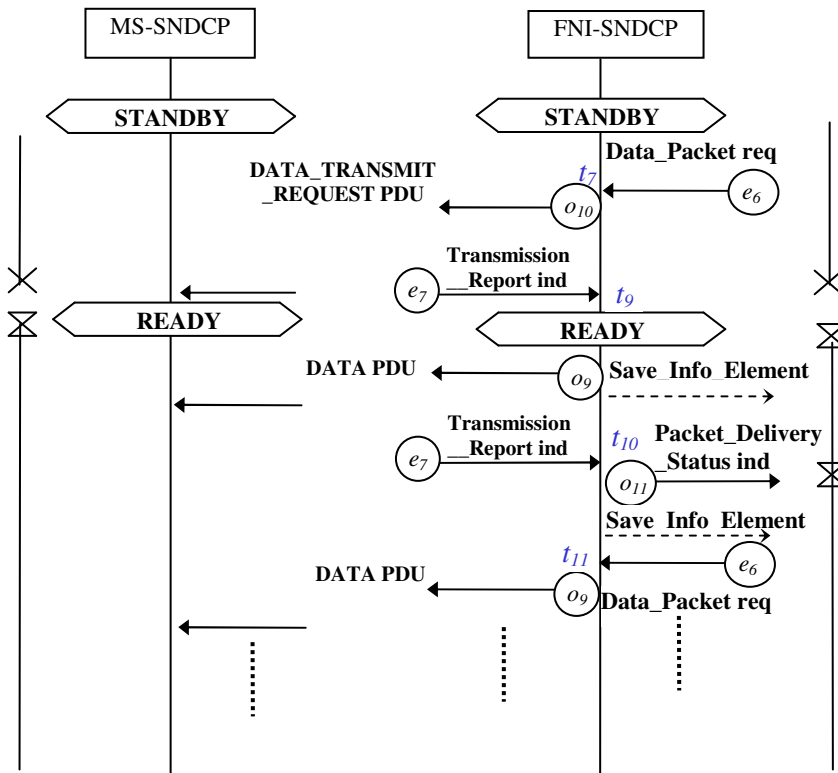 MS-SNDCP
FNI-SNDCP
STANDBY
STANDBY
Data_Packet req
DATA_TRANSMIT
_REQUEST PDU
t7
o10
e6
Transmission
__Report ind
e7
t9
READY
READY
DATA PDU
o9
Save_Info_Element
Transmission
__Report ind
e7
t10
Packet_Delivery
_Status ind
o11
Save_Info_Element
t11
e6
DATA PDU
o9
Data_Packet req